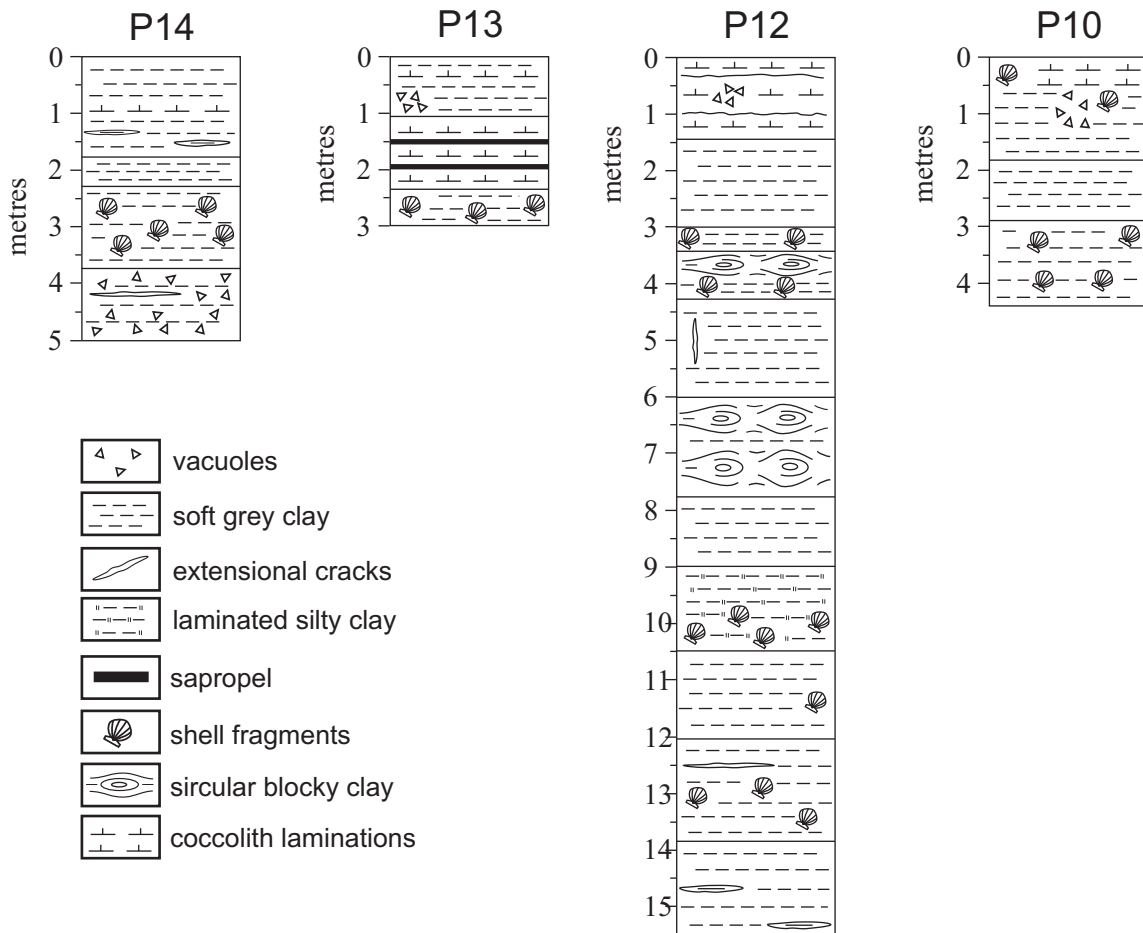 P14
P13
P12
P10
metres
0
1
2
3
4
5
metres
0
1
2
3
metres
0
1
2
3
4
5
6
7
8
9
10
11
12
13
14
15
metres
0
1
2
3
4
vacuoles
soft grey clay
extensional cracks
laminated silty clay
sapropel
shell fragments
sircular blocky clay
coccolith laminations